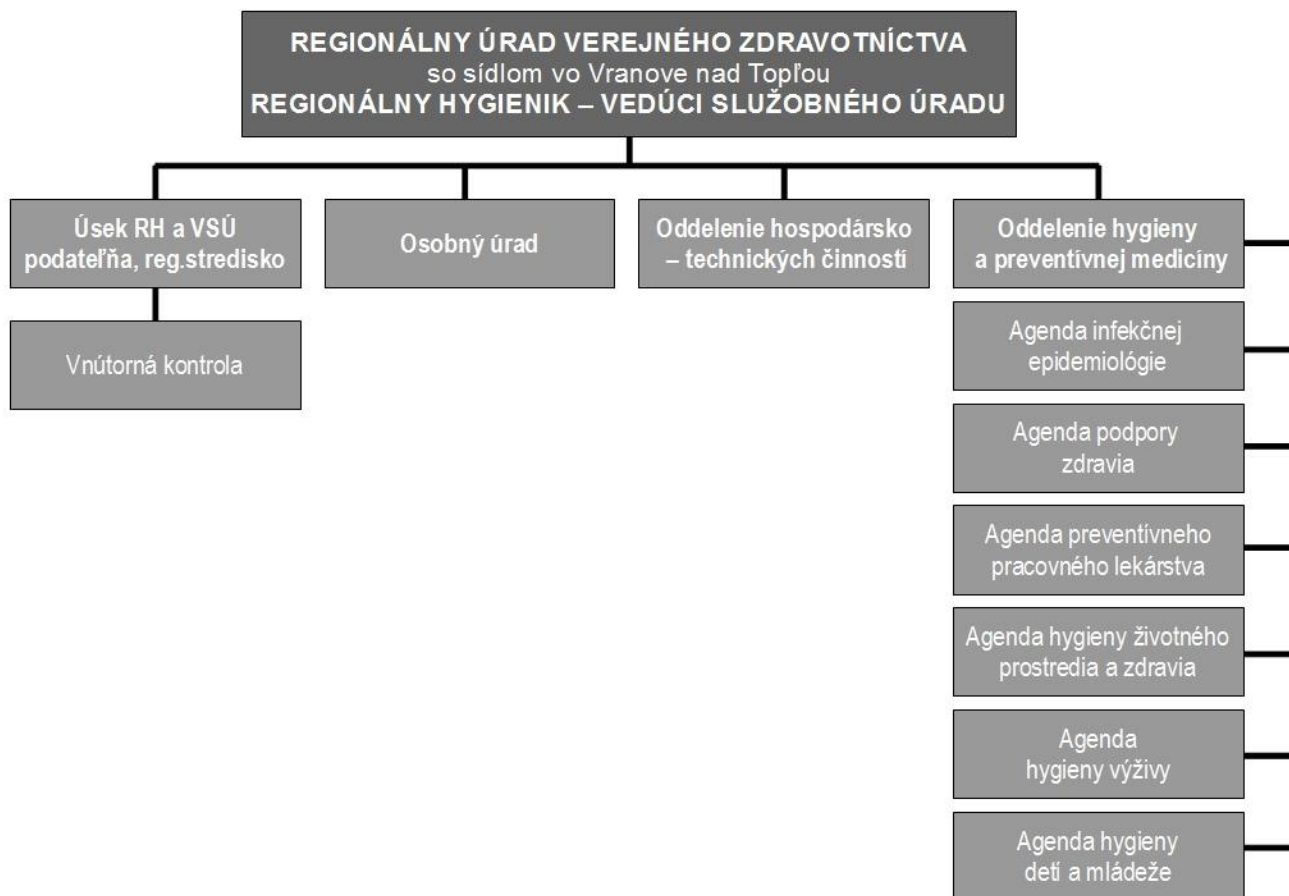 REGIONÁLNY ÚRAD VEREJNÉHO ZDRAVOTNÍCTVA
so sídlom vo Vranove nad Topľou
REGIONÁLNY HYGIENIK – VEDÚCI SLUŽOBNÉHO ÚRADU
Úsek RH a VSÚ
podateľňa, reg.stredisko
Osobný úrad
Oddelenie hospodársko
– technických činností
Oddelenie hygieny
a preventívnej medicíny
Vnútorná kontrola
Agenda infekčnej
epidemiológie
Agenda podpory
zdravia
Agenda preventívneho
pracovného lekárstva
Agenda hygieny životného
prostredia a zdravia
Agenda
hygieny výživy
Agenda hygieny
detí a mládeže